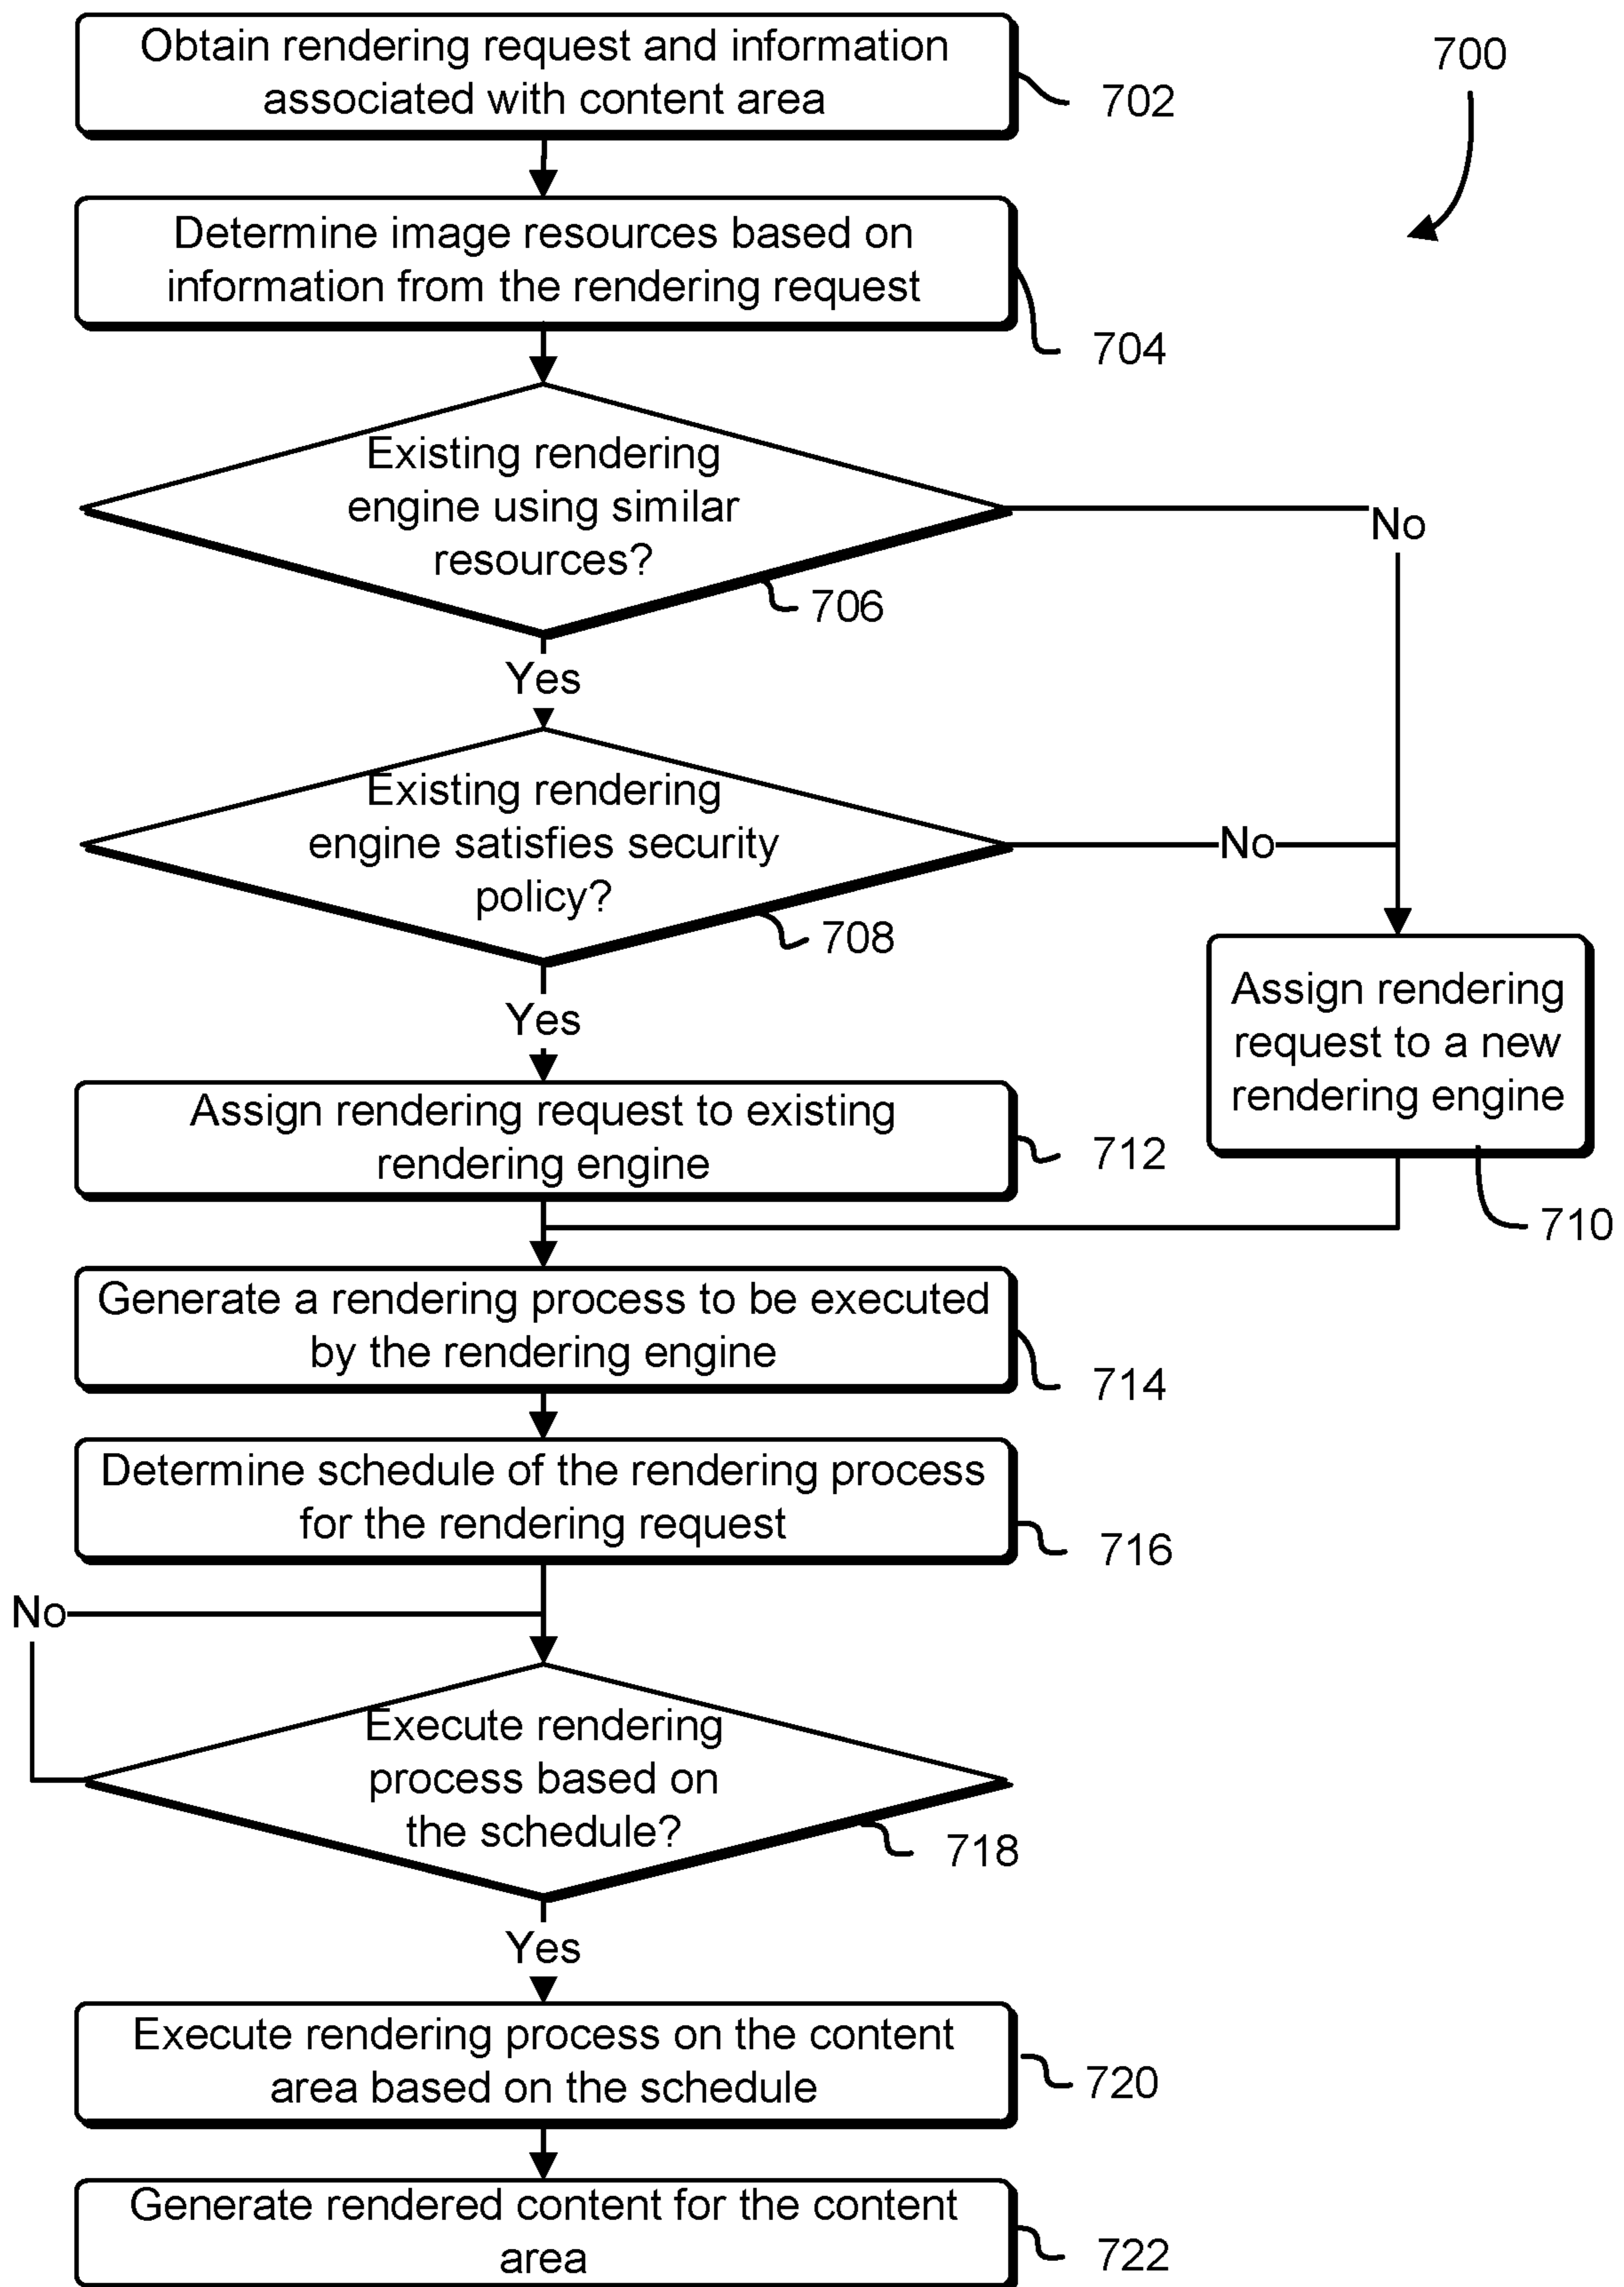 Obtain rendering request and information
associated with content area
702
700
Determine image resources based on
information from the rendering request
704
Existing rendering
engine using similar
resources?
706
No
Yes
Existing rendering
engine satisfies security
policy?
708
No
Yes
Assign rendering
request to a new
rendering engine
710
Assign rendering request to existing
rendering engine
712
Generate a rendering process to be executed
by the rendering engine
714
Determine schedule of the rendering process
for the rendering request
716
No
Execute rendering
process based on
the schedule?
718
Yes
Execute rendering process on the content
area based on the schedule
720
Generate rendered content for the content
area
722